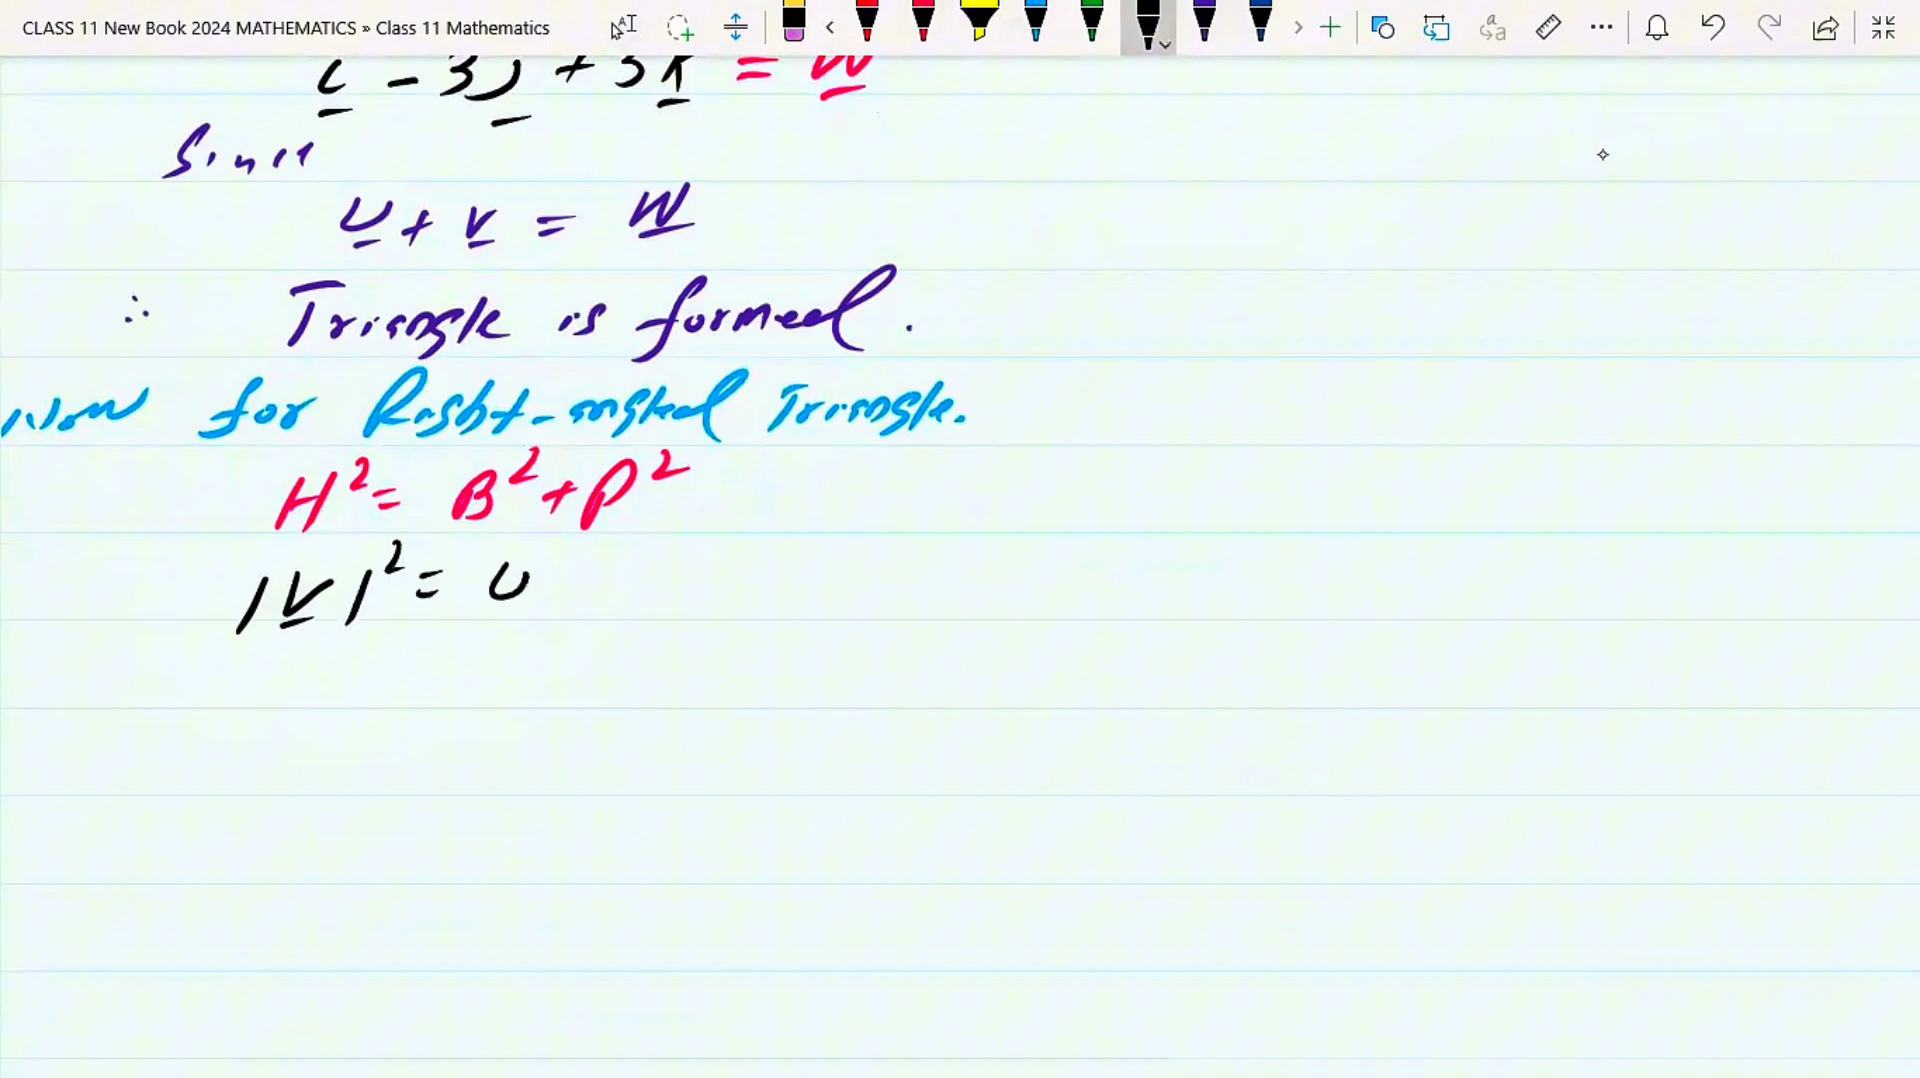 CLASS 11 New Book 2024 MATHEMATICS » Class 11 Mathematics
i - 3j + 5k = w
Since
u + v = w
∴ Triangle is formed.
Now for Right-angled Triangle.
H² = B² + P²
|v|² = u